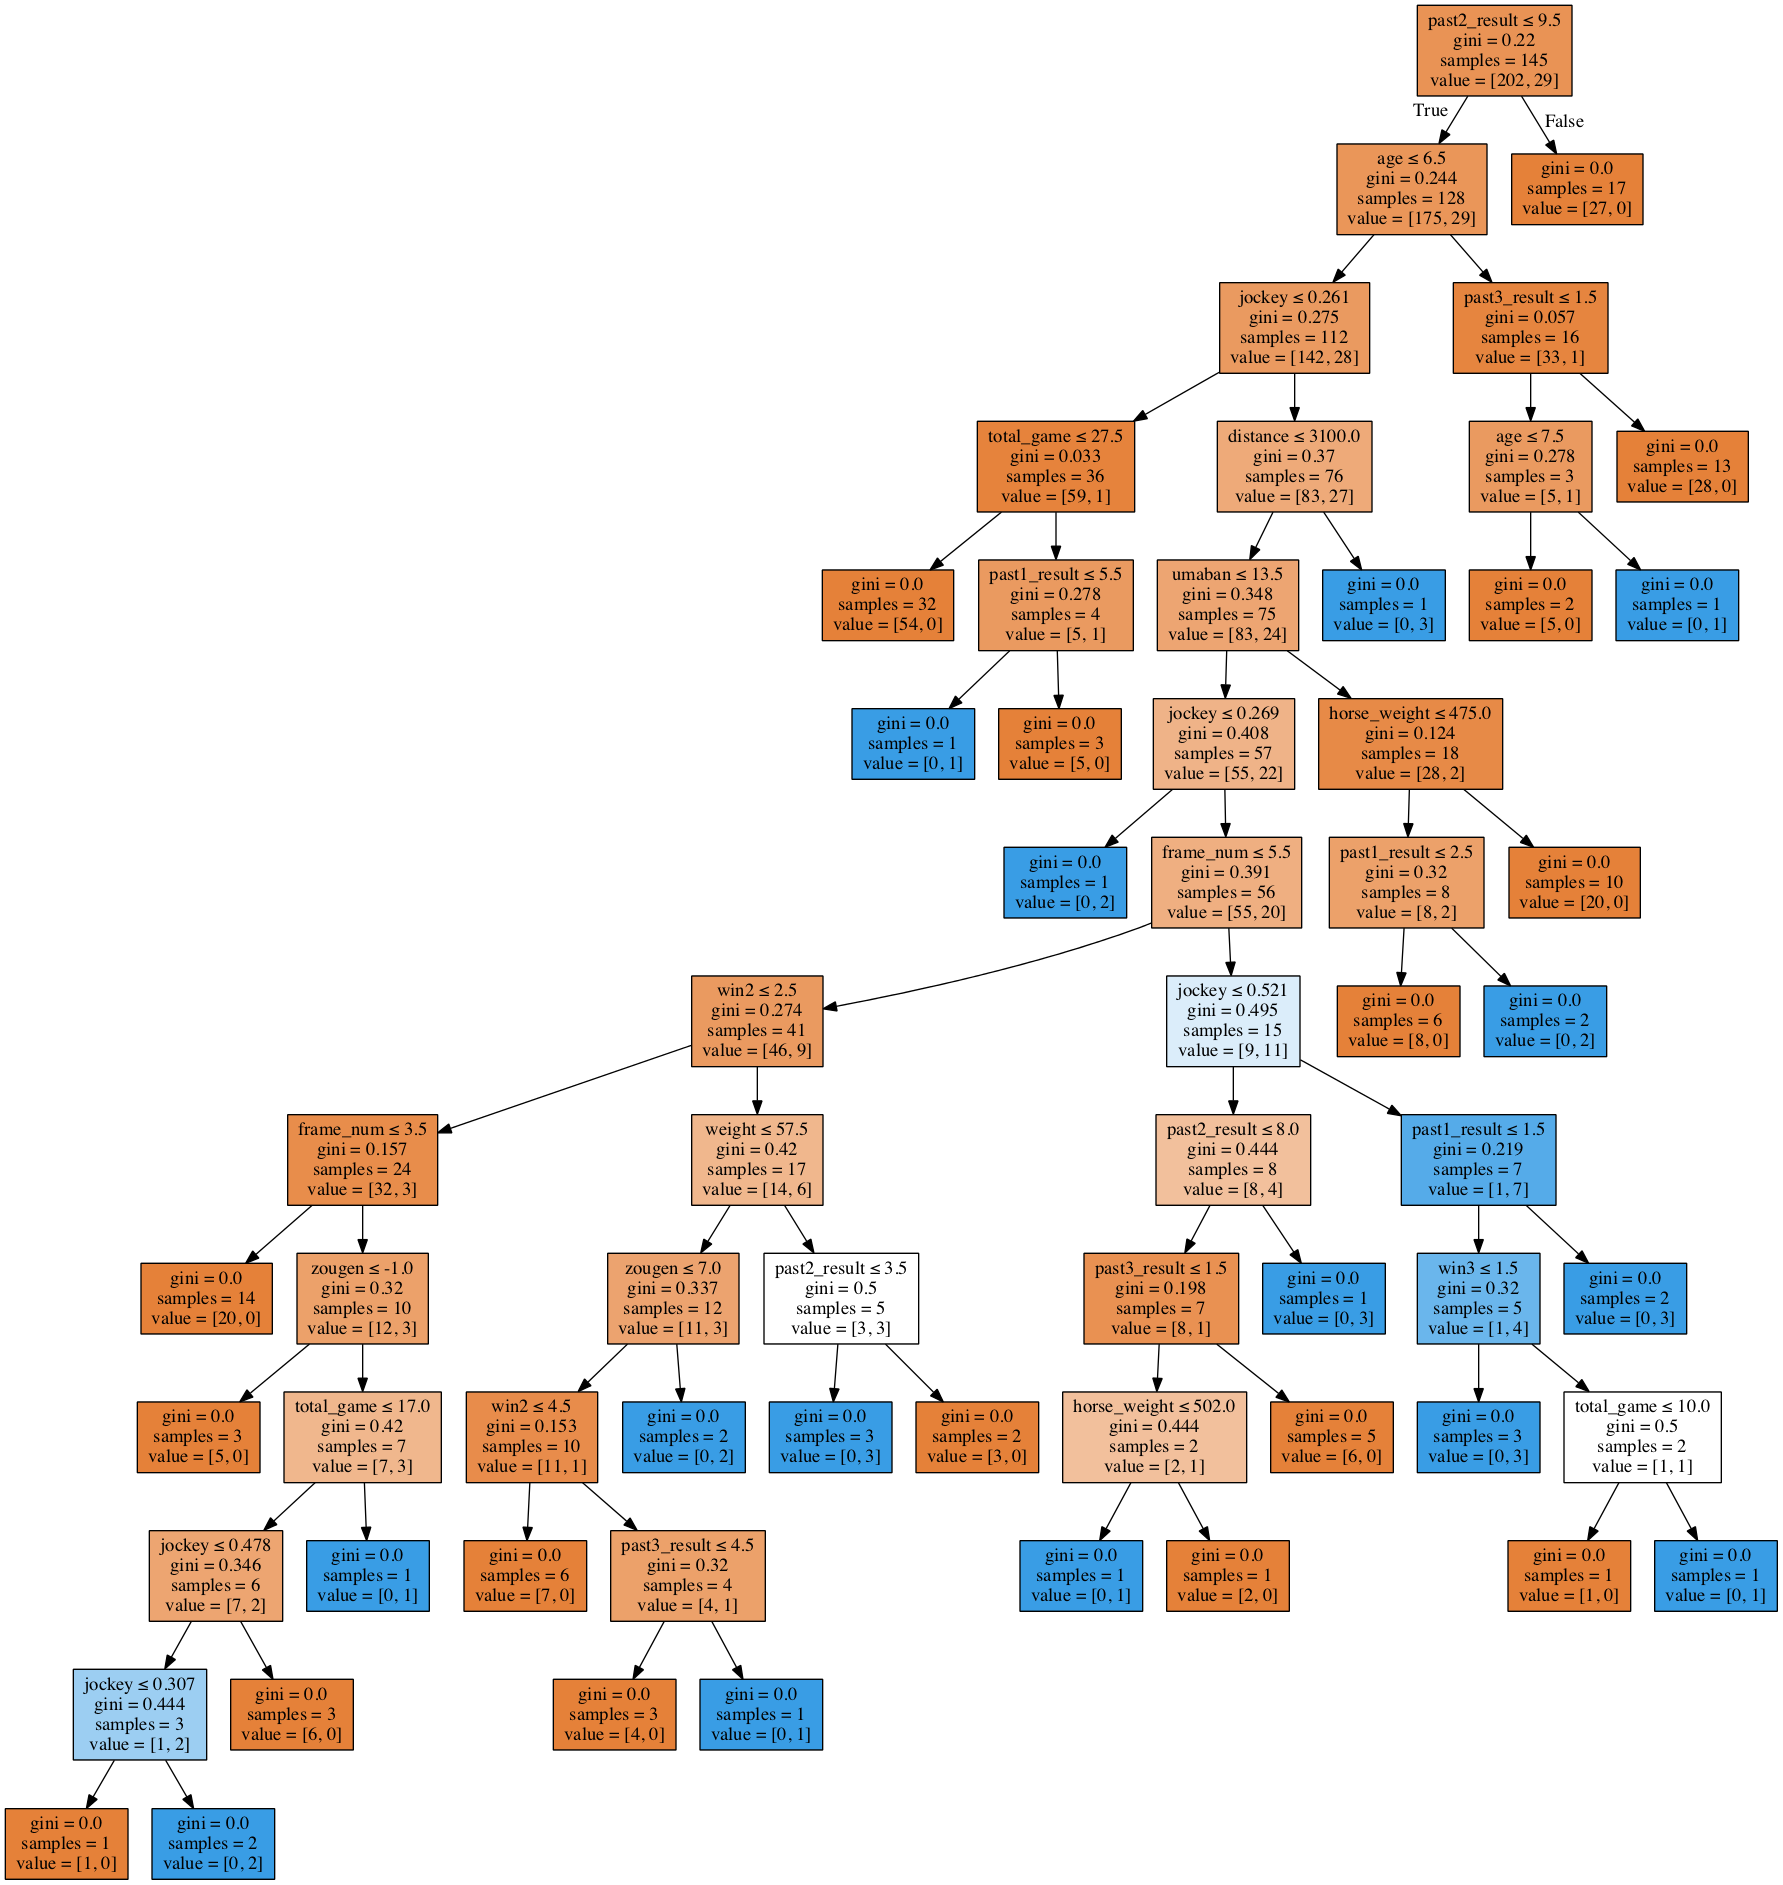 past2_result ≤ 9.5
gini = 0.22
samples = 145
value = [202, 29]
True
False
age ≤ 6.5
gini = 0.244
samples = 128
value = [175, 29]
gini = 0.0
samples = 17
value = [27, 0]
jockey ≤ 0.261
gini = 0.275
samples = 112
value = [142, 28]
past3_result ≤ 1.5
gini = 0.057
samples = 16
value = [33, 1]
total_game ≤ 27.5
gini = 0.033
samples = 36
value = [59, 1]
distance ≤ 3100.0
gini = 0.37
samples = 76
value = [83, 27]
age ≤ 7.5
gini = 0.278
samples = 3
value = [5, 1]
gini = 0.0
samples = 13
value = [28, 0]
gini = 0.0
samples = 32
value = [54, 0]
past1_result ≤ 5.5
gini = 0.278
samples = 4
value = [5, 1]
umaban ≤ 13.5
gini = 0.348
samples = 75
value = [83, 24]
gini = 0.0
samples = 1
value = [0, 3]
gini = 0.0
samples = 2
value = [5, 0]
gini = 0.0
samples = 1
value = [0, 1]
gini = 0.0
samples = 1
value = [0, 1]
gini = 0.0
samples = 3
value = [5, 0]
jockey ≤ 0.269
gini = 0.408
samples = 57
value = [55, 22]
horse_weight ≤ 475.0
gini = 0.124
samples = 18
value = [28, 2]
gini = 0.0
samples = 1
value = [0, 2]
frame_num ≤ 5.5
gini = 0.391
samples = 56
value = [55, 20]
past1_result ≤ 2.5
gini = 0.32
samples = 8
value = [8, 2]
gini = 0.0
samples = 10
value = [20, 0]
win2 ≤ 2.5
gini = 0.274
samples = 41
value = [46, 9]
jockey ≤ 0.521
gini = 0.495
samples = 15
value = [9, 11]
gini = 0.0
samples = 6
value = [8, 0]
gini = 0.0
samples = 2
value = [0, 2]
frame_num ≤ 3.5
gini = 0.157
samples = 24
value = [32, 3]
weight ≤ 57.5
gini = 0.42
samples = 17
value = [14, 6]
past2_result ≤ 8.0
gini = 0.444
samples = 8
value = [8, 4]
past1_result ≤ 1.5
gini = 0.219
samples = 7
value = [1, 7]
gini = 0.0
samples = 14
value = [20, 0]
zougen ≤ -1.0
gini = 0.32
samples = 10
value = [12, 3]
zougen ≤ 7.0
gini = 0.337
samples = 12
value = [11, 3]
past2_result ≤ 3.5
gini = 0.5
samples = 5
value = [3, 3]
past3_result ≤ 1.5
gini = 0.198
samples = 7
value = [8, 1]
gini = 0.0
samples = 1
value = [0, 3]
win3 ≤ 1.5
gini = 0.32
samples = 5
value = [1, 4]
gini = 0.0
samples = 2
value = [0, 3]
gini = 0.0
samples = 3
value = [5, 0]
total_game ≤ 17.0
gini = 0.42
samples = 7
value = [7, 3]
win2 ≤ 4.5
gini = 0.153
samples = 10
value = [11, 1]
gini = 0.0
samples = 2
value = [0, 2]
gini = 0.0
samples = 3
value = [0, 3]
gini = 0.0
samples = 2
value = [3, 0]
horse_weight ≤ 502.0
gini = 0.444
samples = 2
value = [2, 1]
gini = 0.0
samples = 5
value = [6, 0]
gini = 0.0
samples = 3
value = [0, 3]
total_game ≤ 10.0
gini = 0.5
samples = 2
value = [1, 1]
jockey ≤ 0.478
gini = 0.346
samples = 6
value = [7, 2]
gini = 0.0
samples = 1
value = [0, 1]
gini = 0.0
samples = 6
value = [7, 0]
past3_result ≤ 4.5
gini = 0.32
samples = 4
value = [4, 1]
gini = 0.0
samples = 1
value = [0, 1]
gini = 0.0
samples = 1
value = [2, 0]
gini = 0.0
samples = 1
value = [1, 0]
gini = 0.0
samples = 1
value = [0, 1]
jockey ≤ 0.307
gini = 0.444
samples = 3
value = [1, 2]
gini = 0.0
samples = 3
value = [6, 0]
gini = 0.0
samples = 3
value = [4, 0]
gini = 0.0
samples = 1
value = [0, 1]
gini = 0.0
samples = 1
value = [1, 0]
gini = 0.0
samples = 2
value = [0, 2]